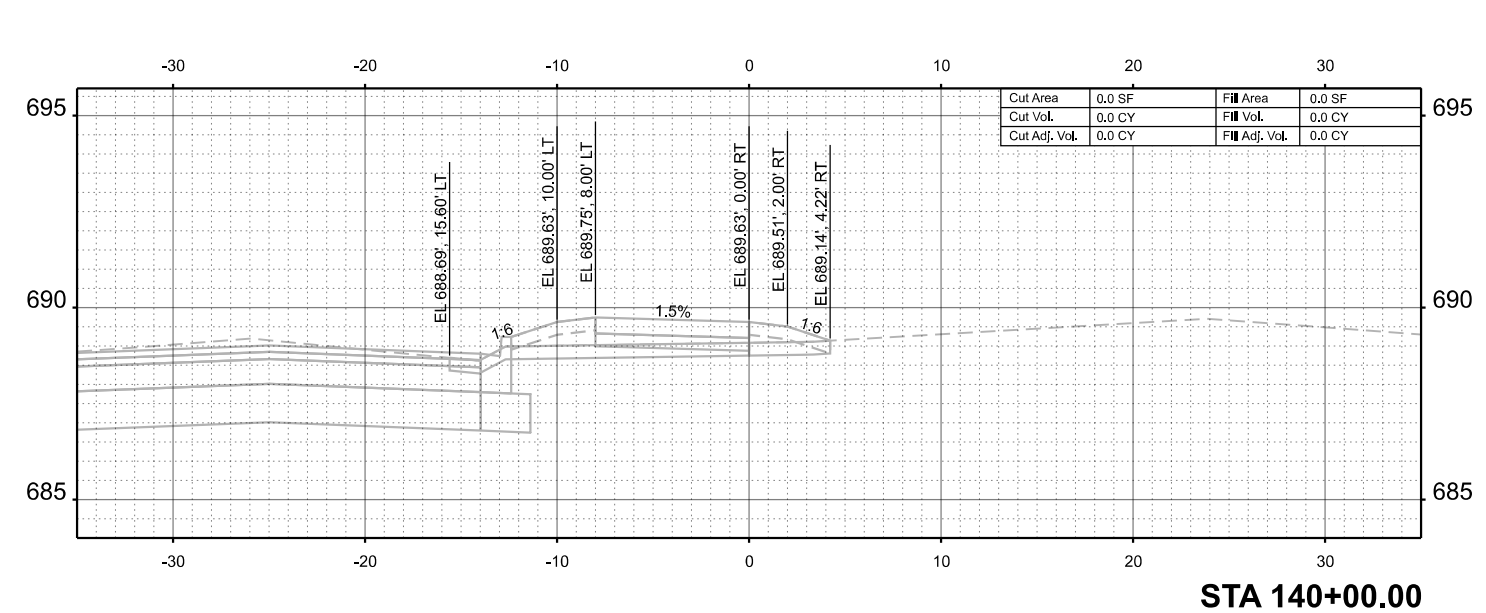 -30 -20 -10 0 10 20 30
695 695
Cut Area 0.0 SF Fill Area 0.0 SF
Cut Vol. 0.0 CY Fill Vol. 0.0 CY
Cut Adj. Vol. 0.0 CY Fill Adj. Vol. 0.0 CY
EL 688.69', 15.60' LT
EL 689.63', 10.00' LT
EL 689.75', 8.00' LT
EL 689.63', 0.00' RT
EL 689.51', 2.00' RT
EL 689.14', 4.22' RT
690 690
1:6 1.5% 1:6
685 685
-30 -20 -10 0 10 20 30
STA 140+00.00